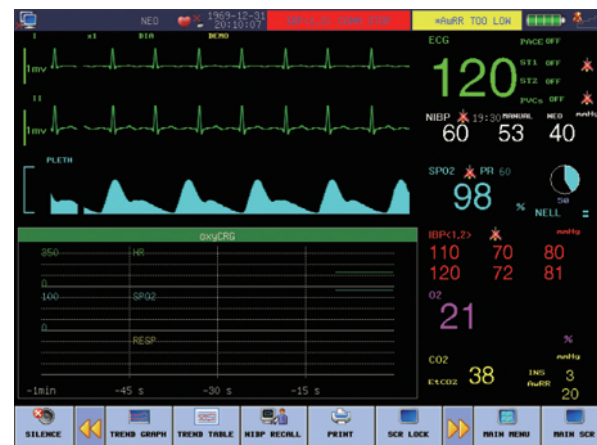 NEO
1969-12-31
20:10:07
*AwRR TOO LOW
I x1 DIA DEMO
1mv
II
1mv
PLETH
ECG PACE OFF
120
ST1 OFF
ST2 OFF
PVCs OFF
NIBP 19:30 MANUAL NEO mmHg
60 53 40
SPO2 PR 60
98 %
50
NELL
IBP<1,2> mmHg
110 70 80
120 72 81
O2
21
%
CO2 mmHg
EtCO2 38 INS 3
AwRR 20
oxyCRG
350 HR
0
100 SPO2
0
RESP
-1min -45 s -30 s -15 s
SILENCE TREND GRAPH TREND TABLE NIBP RECALL PRINT SCR LOCK MAIN MENU MAIN SCR